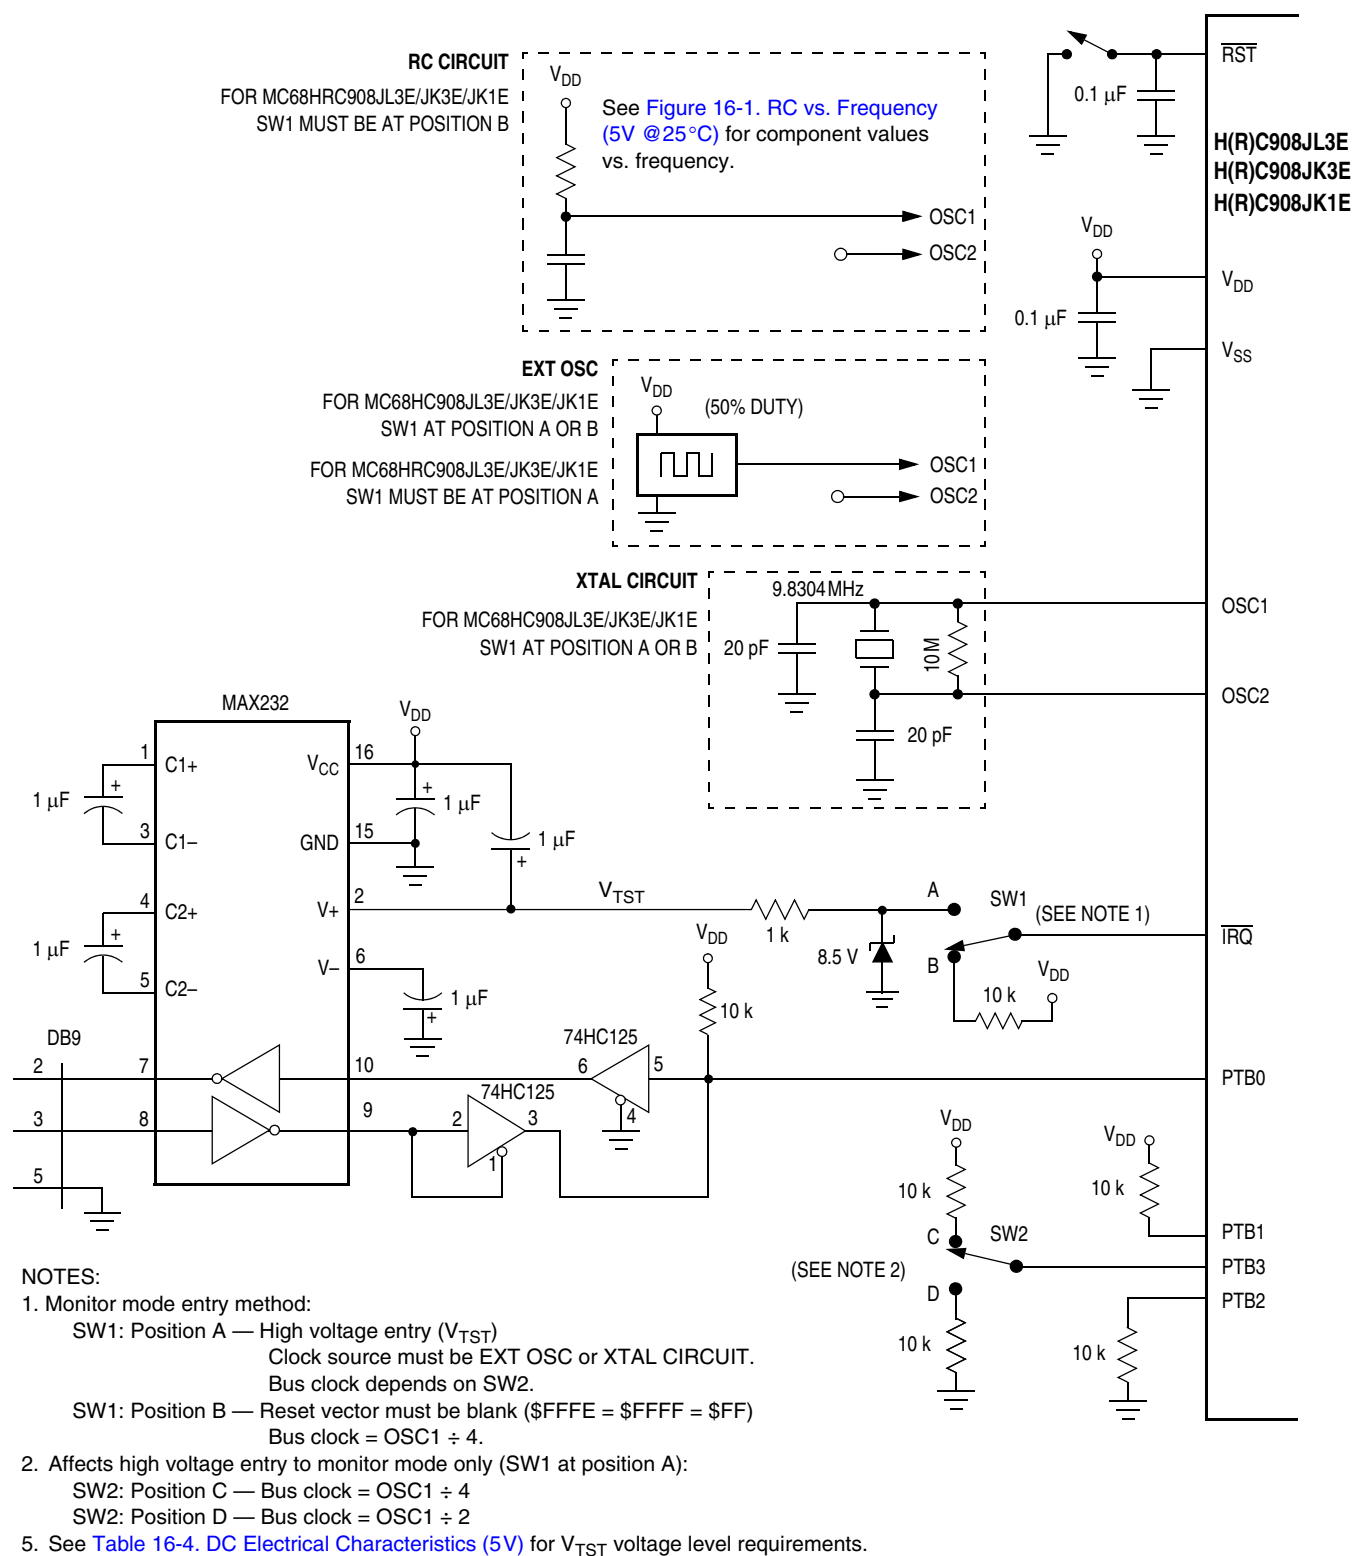 RC CIRCUIT
FOR MC68HRC908JL3E/JK3E/JK1E
SW1 MUST BE AT POSITION B
VDD
See Figure 16-1. RC vs. Frequency
(5V @25°C) for component values
vs. frequency.
OSC1
OSC2
RST
0.1 µF
H(R)C908JL3E
H(R)C908JK3E
H(R)C908JK1E
VDD
VDD
0.1 µF
VSS
EXT OSC
FOR MC68HC908JL3E/JK3E/JK1E
SW1 AT POSITION A OR B
FOR MC68HRC908JL3E/JK3E/JK1E
SW1 MUST BE AT POSITION A
VDD
(50% DUTY)
OSC1
OSC2
XTAL CIRCUIT
FOR MC68HC908JL3E/JK3E/JK1E
SW1 AT POSITION A OR B
9.8304MHz
20 pF
10M
20 pF
OSC1
OSC2
MAX232
VDD
1
C1+
VCC
16
1 µF
+
+
1 µF
3
C1–
GND
15
1 µF
+
4
C2+
V+
2
VTST
1 k
8.5 V
A
SW1
(SEE NOTE 1)
IRQ
B
VDD
10 k
1 µF
+
5
C2–
V–
6
1 µF
+
VDD
10 k
DB9
74HC125
2
7
10
6
5
4
PTB0
74HC125
3
8
9
2
3
1
5
VDD
10 k
C
SW2
(SEE NOTE 2)
D
10 k
VDD
10 k
PTB1
PTB3
PTB2
10 k
NOTES:
1. Monitor mode entry method:
SW1: Position A — High voltage entry (VTST)
Clock source must be EXT OSC or XTAL CIRCUIT.
Bus clock depends on SW2.
SW1: Position B — Reset vector must be blank ($FFFE = $FFFF = $FF)
Bus clock = OSC1 ÷ 4.
2. Affects high voltage entry to monitor mode only (SW1 at position A):
SW2: Position C — Bus clock = OSC1 ÷ 4
SW2: Position D — Bus clock = OSC1 ÷ 2
5. See Table 16-4. DC Electrical Characteristics (5V) for VTST voltage level requirements.